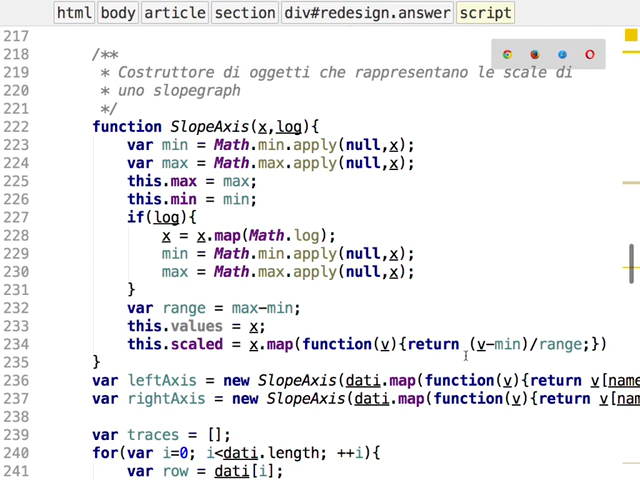 html body article section div#redesign.answer script
217
218 /**
219 * Costruttore di oggetti che rappresentano le scale di
220 * uno slopegraph
221 */
222 function SlopeAxis(x,log){
223 var min = Math.min.apply(null,x);
224 var max = Math.max.apply(null,x);
225 this.max = max;
226 this.min = min;
227 if(log){
228 x = x.map(Math.log);
229 min = Math.min.apply(null,x);
230 max = Math.max.apply(null,x);
231 }
232 var range = max-min;
233 this.values = x;
234 this.scaled = x.map(function(v){return (v-min)/range;})
235 }
236 var leftAxis = new SlopeAxis(dati.map(function(v){return v[name
237 var rightAxis = new SlopeAxis(dati.map(function(v){return v[na
238
239 var traces = [];
240 for(var i=0; i<dati.length; ++i){
241 var row = dati[i];